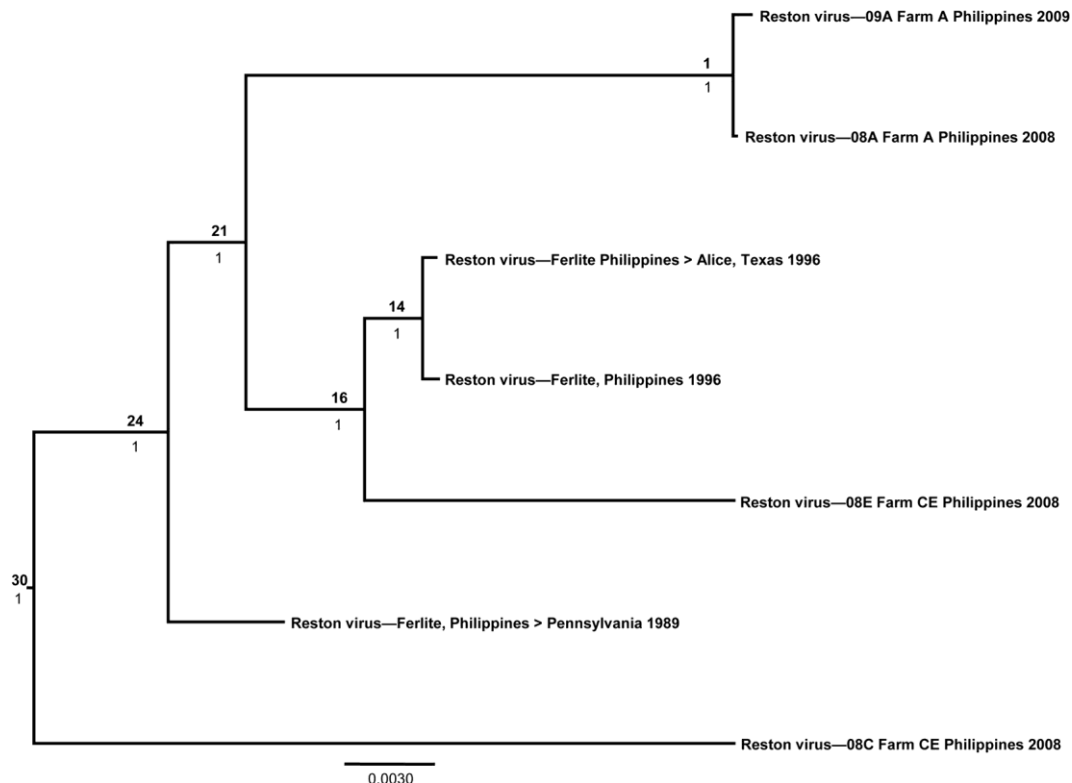 Reston virus—09A Farm A Philippines 2009
1
1
Reston virus—08A Farm A Philippines 2008
21
1
Reston virus—Ferlite Philippines > Alice, Texas 1996
14
1
Reston virus—Ferlite, Philippines 1996
16
1
24
1
Reston virus—08E Farm CE Philippines 2008
30
1
Reston virus—Ferlite, Philippines > Pennsylvania 1989
Reston virus—08C Farm CE Philippines 2008
0.0030